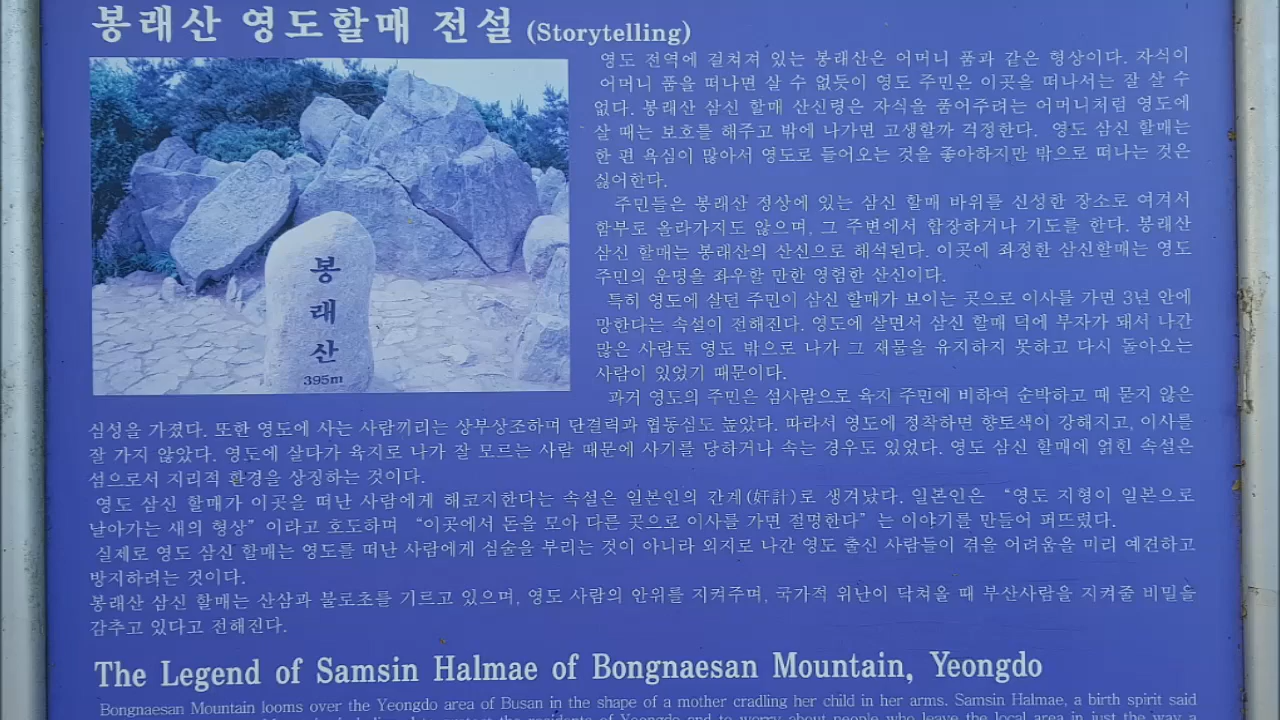 봉래산 영도할매 전설 (Storytelling)
영도 전역에 걸쳐져 있는 봉래산은 어머니 품과 같은 형상이다. 자식이
어머니 품을 떠나면 살 수 없듯이 영도 주민은 이곳을 떠나서는 잘 살 수
없다. 봉래산 삼신 할매 산신령은 자식을 품어주려는 어머니처럼 영도에
살 때는 보호를 해주고 밖에 나가면 고생할까 걱정한다. 영도 삼신 할매는
한 편 욕심이 많아서 영도로 들어오는 것을 좋아하지만 밖으로 떠나는 것은
싫어한다.
주민들은 봉래산 정상에 있는 삼신 할매 바위를 신성한 장소로 여겨서
함부로 올라가지도 않으며, 그 주변에서 합장하거나 기도를 한다. 봉래산
삼신 할매는 봉래산의 산신으로 해석된다. 이곳에 좌정한 삼신할매는 영도
주민의 운명을 좌우할 만한 영험한 산신이다.
특히 영도에 살던 주민이 삼신 할매가 보이는 곳으로 이사를 가면 3년 안에
망한다는 속설이 전해진다. 영도에 살면서 삼신 할매 덕에 부자가 돼서 나간
많은 사람도 영도 밖으로 나가 그 재물을 유지하지 못하고 다시 돌아오는
사람이 있었기 때문이다.
과거 영도의 주민은 섬사람으로 육지 주민에 비하여 순박하고 때 묻지 않은
심성을 가졌다. 또한 영도에 사는 사람끼리는 상부상조하며 단결력과 협동심도 높았다. 따라서 영도에 정착하면 향토색이 강해지고, 이사를
잘 가지 않았다. 영도에 살다가 육지로 나가 잘 모르는 사람 때문에 사기를 당하거나 속는 경우도 있었다. 영도 삼신 할매에 얽힌 속설은
섬으로서 지리적 환경을 상징하는 것이다.
영도 삼신 할매가 이곳을 떠난 사람에게 해코지한다는 속설은 일본인의 간계(奸計)로 생겨났다. 일본인은 “영도 지형이 일본으로
날아가는 새의 형상”이라고 호도하며 “이곳에서 돈을 모아 다른 곳으로 이사를 가면 절명한다”는 이야기를 만들어 퍼뜨렸다.
실제로 영도 삼신 할매는 영도를 떠난 사람에게 심술을 부리는 것이 아니라 외지로 나간 영도 출신 사람들이 겪을 어려움을 미리 예견하고
방지하려는 것이다.
봉래산 삼신 할매는 산삼과 불로초를 기르고 있으며, 영도 사람의 안위를 지켜주며, 국가적 위난이 닥쳐올 때 부산사람을 지켜줄 비밀을
감추고 있다고 전해진다.
봉
래
산
395m
The Legend of Samsin Halmae of Bongnaesan Mountain, Yeongdo
Bongnaesan Mountain looms over the Yeongdo area of Busan in the shape of a mother cradling her child in her arms. Samsin Halmae, a birth spirit said